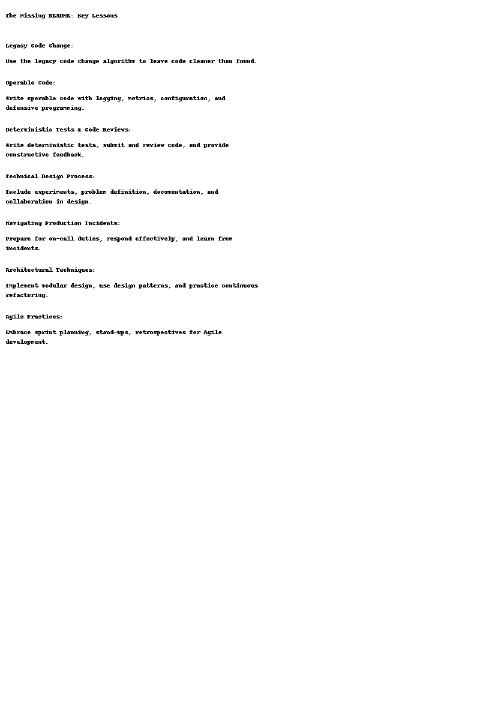 The Missing README: Key Lessons
Legacy Code Change:
Use the legacy code change algorithm to leave code cleaner than found.
Operable Code:
Write operable code with logging, metrics, configuration, and
defensive programming.
Deterministic Tests & Code Reviews:
Write deterministic tests, submit and review code, and provide
constructive feedback.
Technical Design Process:
Include experiments, problem definition, documentation, and
collaboration in design.
Navigating Production Incidents:
Prepare for on-call duties, respond effectively, and learn from
incidents.
Architectural Techniques:
Implement modular design, use design patterns, and practice continuous
refactoring.
Agile Practices:
Embrace sprint planning, stand-ups, retrospectives for Agile
development.